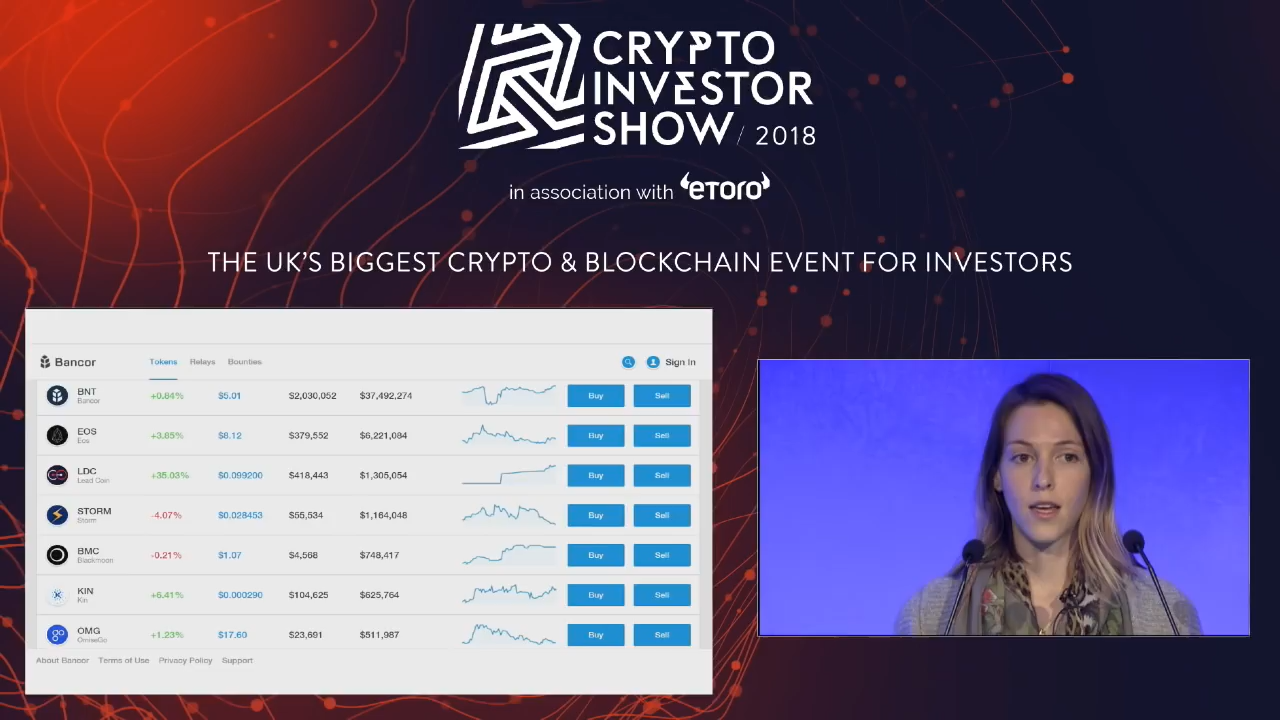 CRYPTO
INVESTOR
SHOW / 2018
in association with eToro
THE UK'S BIGGEST CRYPTO & BLOCKCHAIN EVENT FOR INVESTORS
Bancor Tokens Relays Bounties Sign In
BNT +0.84% $5.01 $2,030,052 $37,492,274 Buy Sell
Bancor
EOS +3.85% $8.12 $379,552 $6,221,084 Buy Sell
Eos
LDC +35.03% $0.099200 $418,443 $1,305,054 Buy Sell
Lead Coin
STORM -4.07% $0.028453 $55,534 $1,164,048 Buy Sell
Storm
BMC -0.21% $1.07 $4,568 $748,417 Buy Sell
Blackmoon
KIN +6.41% $0.000290 $104,625 $625,764 Buy Sell
Kin
OMG +1.23% $17.60 $23,691 $511,987 Buy Sell
OmiseGo
About Bancor Terms of Use Privacy Policy Support